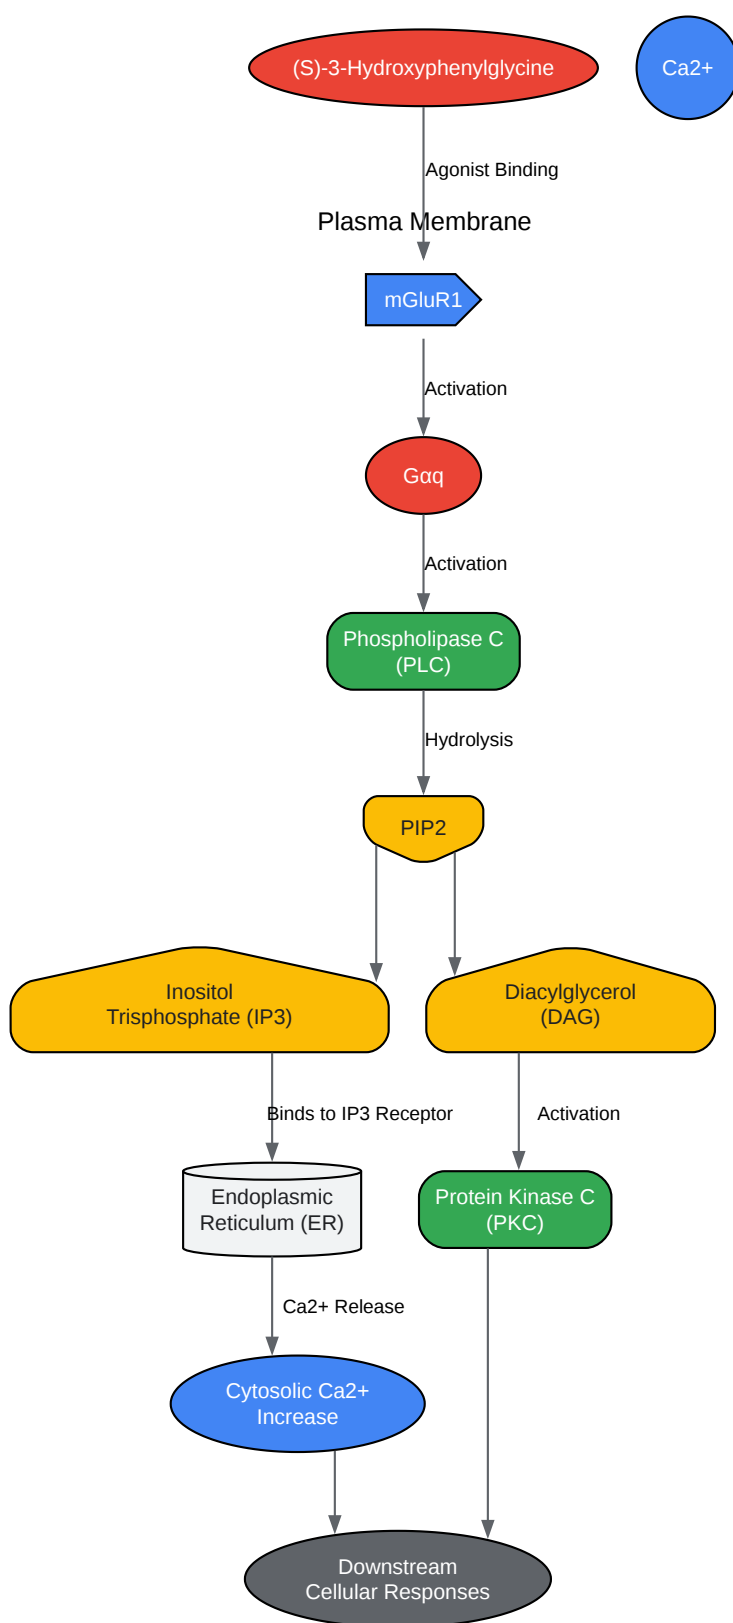 (S)-3-Hydroxyphenylglycine
Ca2+
Agonist Binding
Plasma Membrane
mGluR1
Activation
Gαq
Activation
Phospholipase C
(PLC)
Hydrolysis
PIP2
Inositol
Trisphosphate (IP3)
Diacylglycerol
(DAG)
Binds to IP3 Receptor
Activation
Endoplasmic
Reticulum (ER)
Protein Kinase C
(PKC)
Ca2+ Release
Cytosolic Ca2+
Increase
Downstream
Cellular Responses